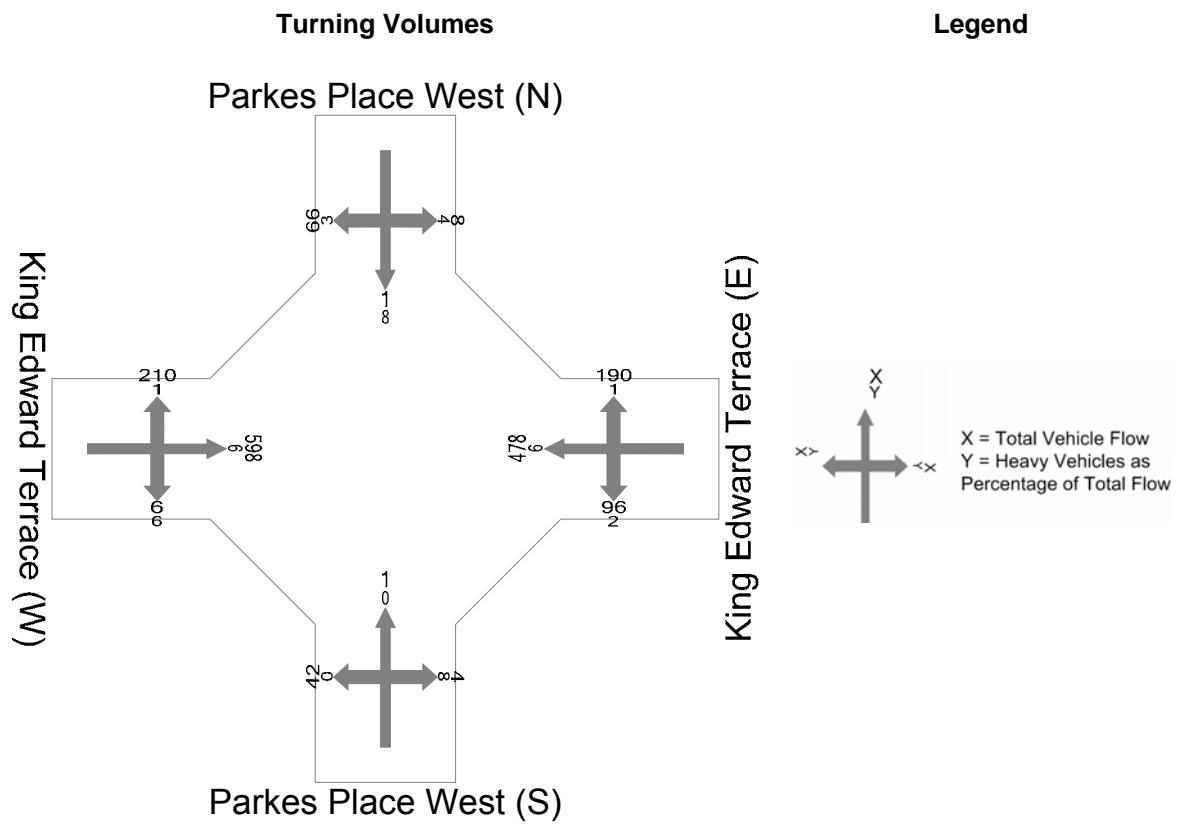 Turning Volumes
Legend
Parkes Place West (N)
66
3
8
4
1
8
King Edward Terrace (W)
210
1
598
6
6
6
190
1
478
6
96
2
King Edward Terrace (E)
X
Y
X Y
Y X
X = Total Vehicle Flow
Y = Heavy Vehicles as
Percentage of Total Flow
1
0
42
0
4
8
Parkes Place West (S)